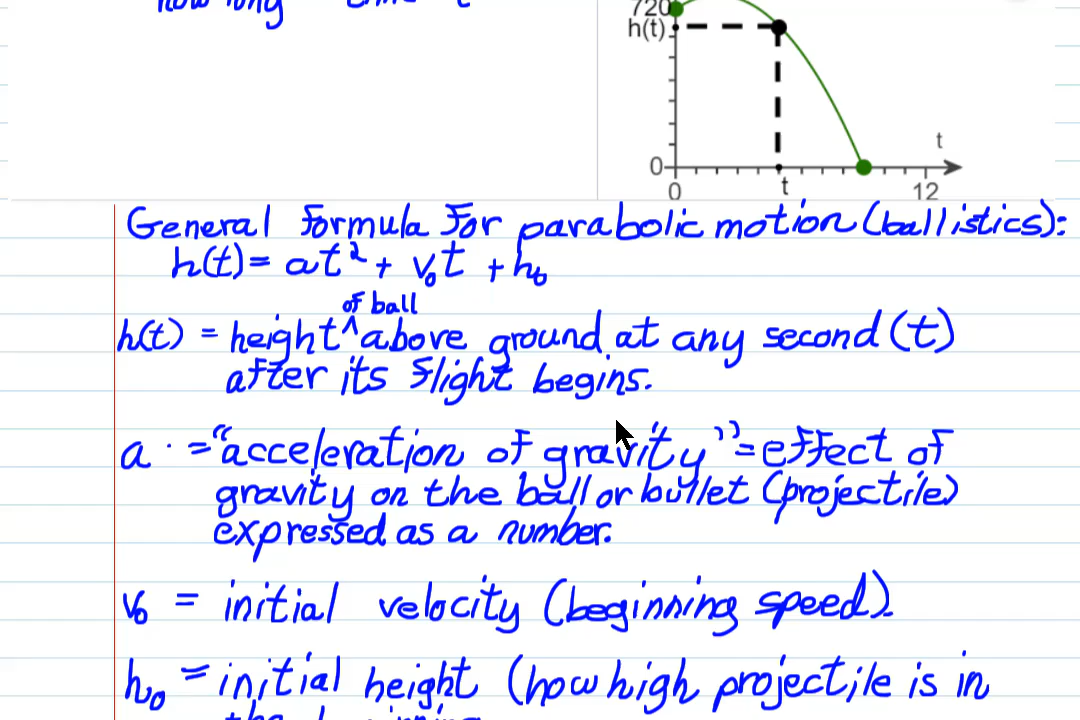 how long
720
h(t)
t
0
0
t
12
General formula for parabolic motion (ballistics):
h(t) = at² + v₀t + h₀
of ball
h(t) = height ^ above ground at any second (t)
after its flight begins.
a = "acceleration of gravity" = effect of
gravity on the ball or bullet (projectile)
expressed as a number.
v₀ = initial velocity (beginning speed).
h₀ = initial height (how high projectile is in